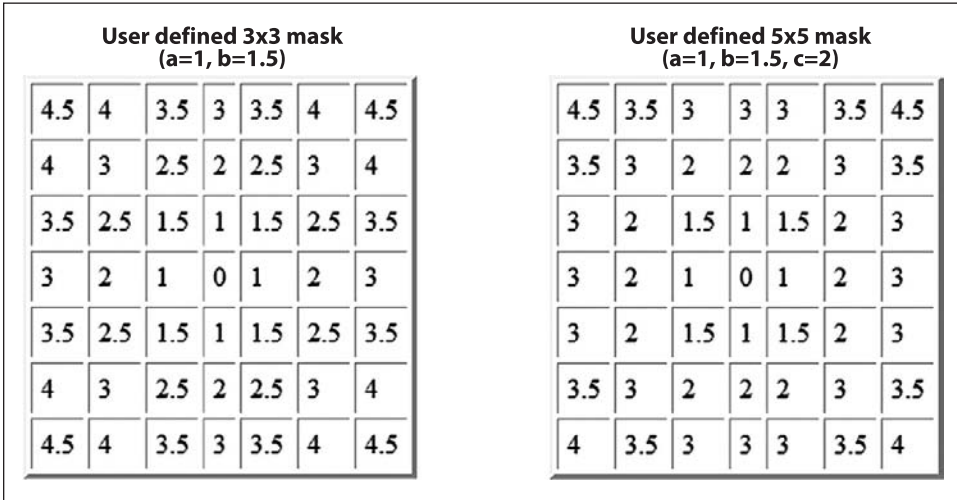 User defined 3x3 mask
(a=1, b=1.5)
4.5 4 3.5 3 3.5 4 4.5
4 3 2.5 2 2.5 3 4
3.5 2.5 1.5 1 1.5 2.5 3.5
3 2 1 0 1 2 3
3.5 2.5 1.5 1 1.5 2.5 3.5
4 3 2.5 2 2.5 3 4
4.5 4 3.5 3 3.5 4 4.5
User defined 5x5 mask
(a=1, b=1.5, c=2)
4.5 3.5 3 3 3 3.5 4.5
3.5 3 2 2 2 3 3.5
3 2 1.5 1 1.5 2 3
3 2 1 0 1 2 3
3 2 1.5 1 1.5 2 3
3.5 3 2 2 2 3 3.5
4 3.5 3 3 3 3.5 4